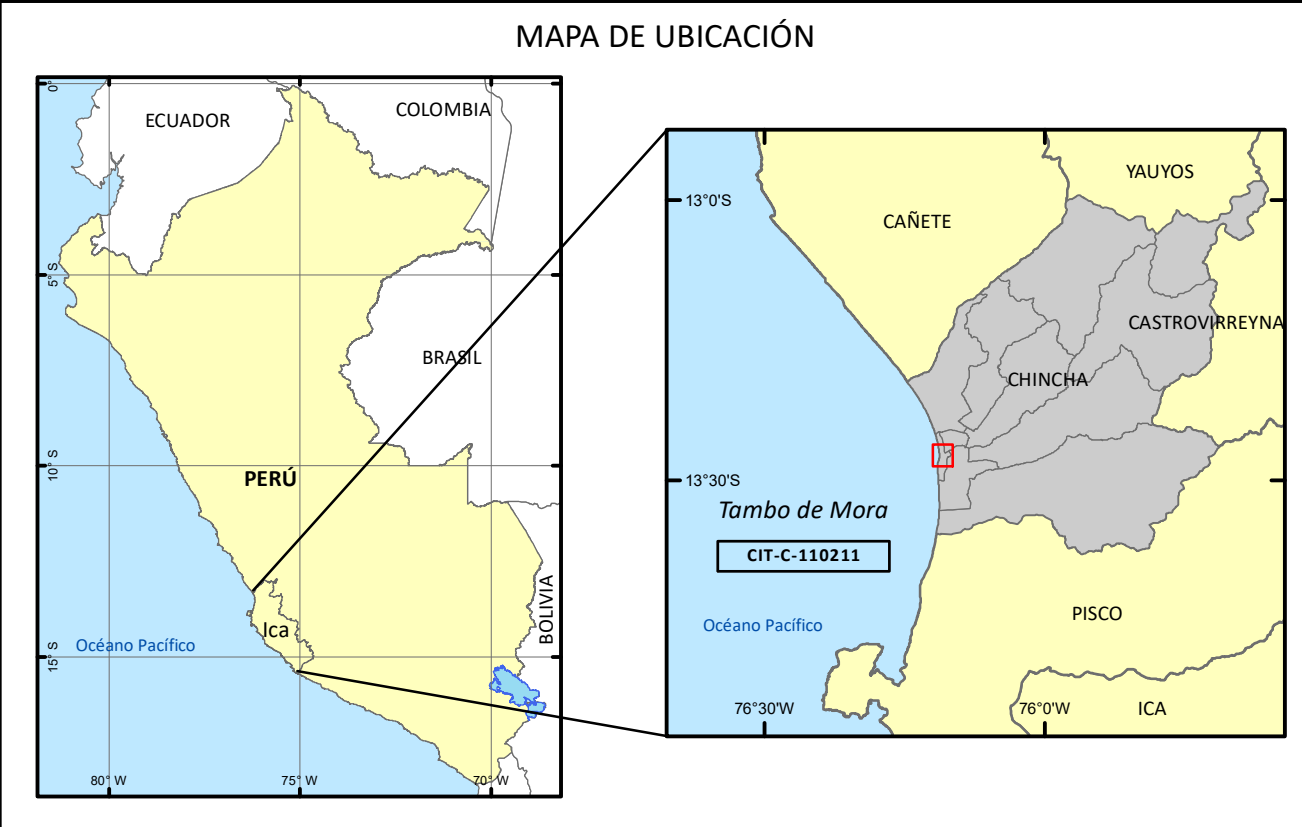 MAPA DE UBICACIÓN
0°
ECUADOR
COLOMBIA
5° S
BRASIL
10° S
PERÚ
BOLIVIA
Ica
Océano Pacífico
15° S
80° W
75° W
70° W
YAUYOS
13°0'S
CAÑETE
CASTROVIRREYNA
CHINCHA
13°30'S
Tambo de Mora
CIT-C-110211
PISCO
Océano Pacífico
76°30'W
76°0'W
ICA